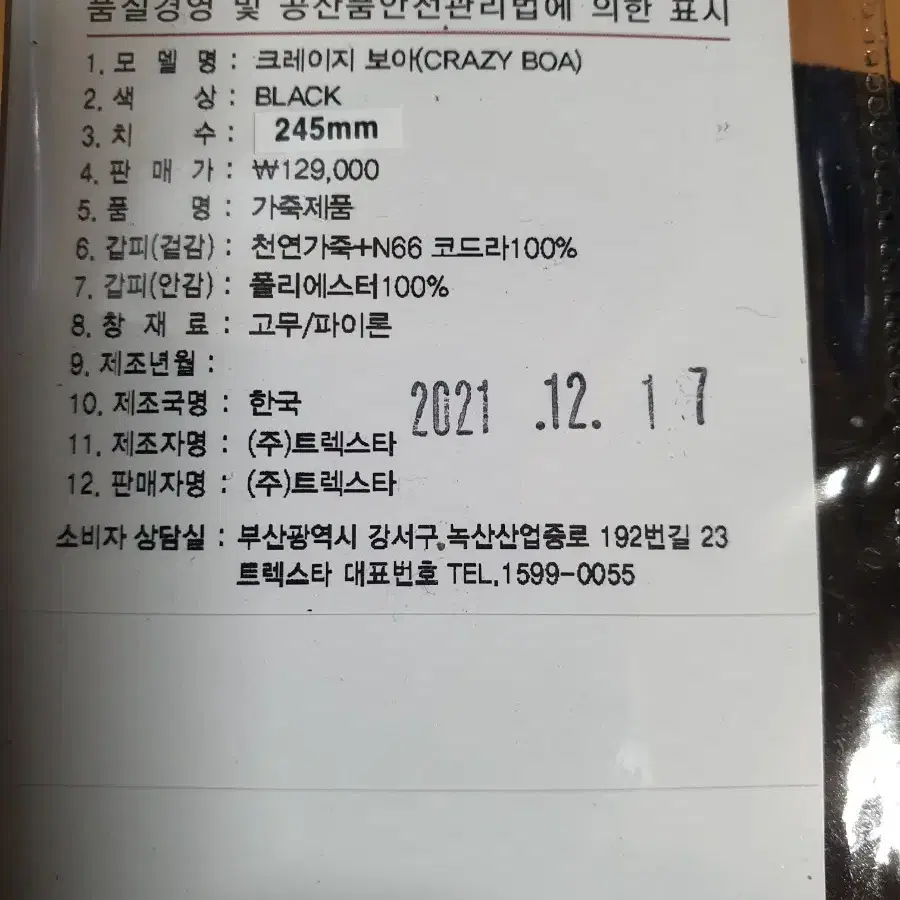 품질경영 및 공산품안전관리법에 의한 표시
1. 모 델 명 : 크레이지 보아(CRAZY BOA)
2. 색 상 : BLACK
3. 치 수 : 245mm
4. 판 매 가 : ₩129,000
5. 품 명 : 가죽제품
6. 갑피(겉감) : 천연가죽+N66 코드라100%
7. 갑피(안감) : 폴리에스터100%
8. 창 재 료 : 고무/파이론
9. 제조년월 :
2021 .12. 1 7
10. 제조국명 : 한국
11. 제조자명 : (주)트렉스타
12. 판매자명 : (주)트렉스타
소비자 상담실 : 부산광역시 강서구 녹산산업중로 192번길 23
트렉스타 대표번호 TEL.1599-0055